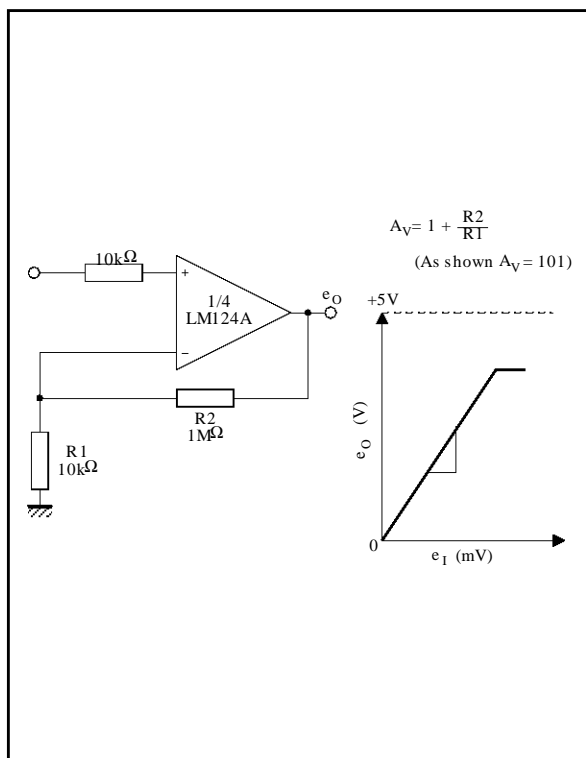 A_V = 1 + R2/R1
(As shown A_V = 101)
10kΩ
+
1/4
LM124A
−
e_O
R2
1MΩ
R1
10kΩ
+5V
e_O (V)
0
e_I (mV)